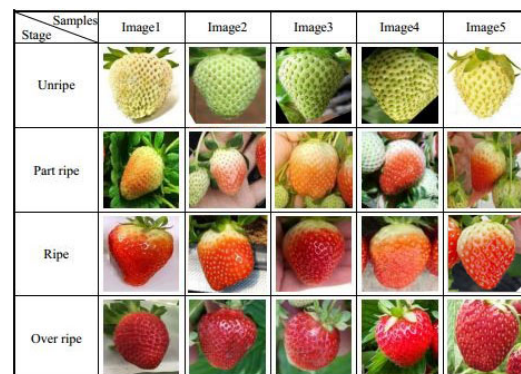 Samples
Stage
Image1 Image2 Image3 Image4 Image5
Unripe
Part ripe
Ripe
Over ripe